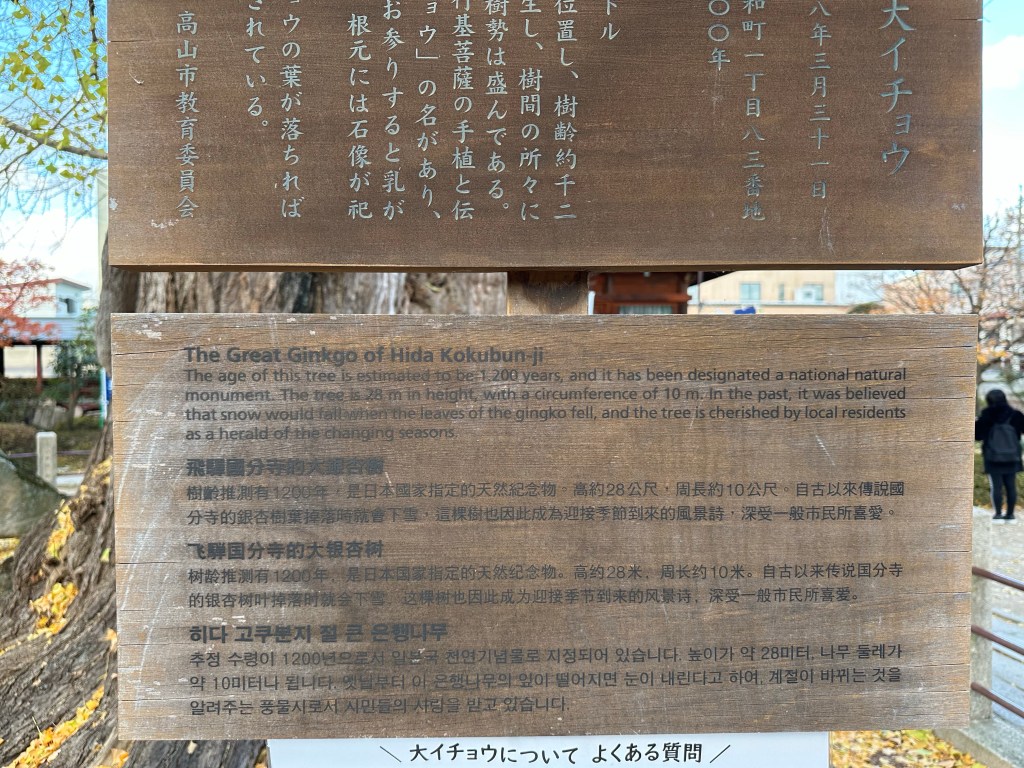 大イチョウ
八年三月三十一日
和町一丁目八三番地
〇〇年
トル
位置し、樹齢約千二
生し、樹間の所々に
樹勢は盛んである。
行基菩薩の手植と伝
ョウ」の名があり、
お参りすると乳が
根元には石像が祀
ョウの葉が落ちれば
されている。
高山市教育委員会
The Great Ginkgo of Hida Kokubun-ji
The age of this tree is estimated to be 1,200 years, and it has been designated a national natural
monument. The tree is 28 m in height, with a circumference of 10 m. In the past, it was believed
that snow would fall when the leaves of the gingko fell, and the tree is cherished by local residents
as a herald of the changing seasons.
飛驒國分寺的大銀杏樹
樹齡推測有1200年，是日本國家指定的天然紀念物。高約28公尺，周長約10公尺。自古以來傳說國
分寺的銀杏樹葉掉落時就會下雪，這棵樹也因此成為迎接季節到來的風景詩，深受一般市民所喜愛。
飞驒国分寺的大银杏树
树龄推测有1200年，是日本国家指定的天然纪念物。高约28米，周长约10米。自古以来传说国分寺
的银杏树叶掉落时就会下雪，这棵树也因此成为迎接季节到来的风景诗，深受一般市民所喜爱。
히다 고쿠분지 절 큰 은행나무
추정 수령이 1200년으로서 일본국 천연기념물로 지정되어 있습니다. 높이가 약 28미터, 나무 둘레가
약 10미터나 됩니다. 옛날부터 이 은행나무의 잎이 떨어지면 눈이 내린다고 하여, 계절이 바뀌는 것을
알려주는 풍물시로서 시민들의 사랑을 받고 있습니다.
＼ 大イチョウについて よくある質問 ／